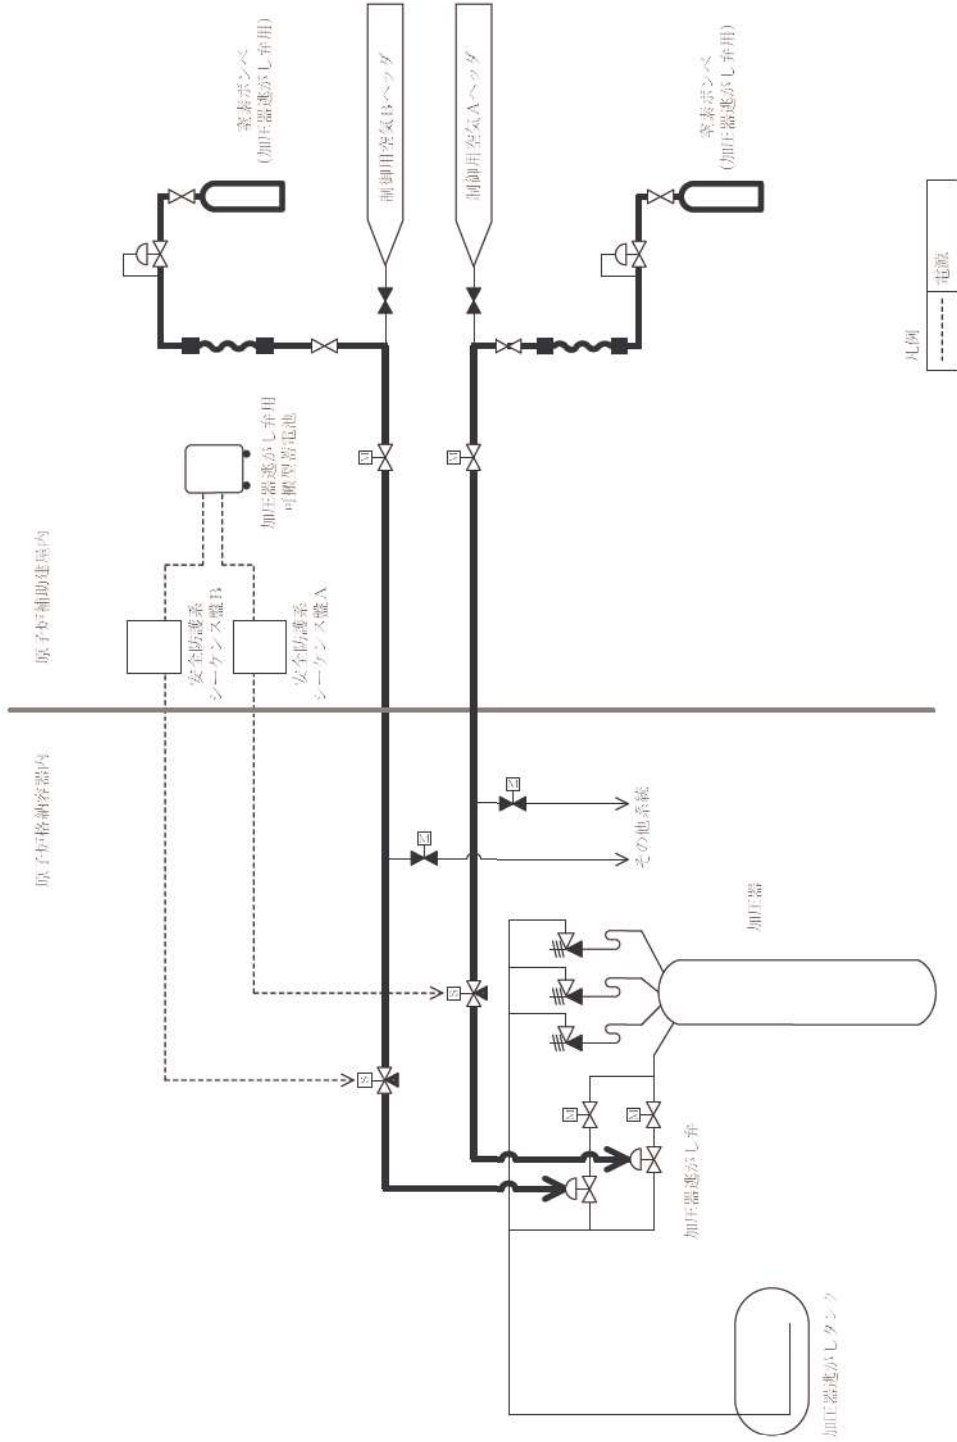 原子炉格納容器内
原子炉補助建屋内
窒素ボンベ
(加圧器逃がし弁用)
加圧器逃がし弁用
可搬型蓄電池
安全防護系
シーケンス盤B
安全防護系
シーケンス盤A
制御用空気Bヘッダ
制御用空気Aヘッダ
M
M
M
M
S
S
その他系統
窒素ボンベ
(加圧器逃がし弁用)
加圧器
M
M
加圧器逃がし弁
加圧器逃がしタンク
凡例
電源